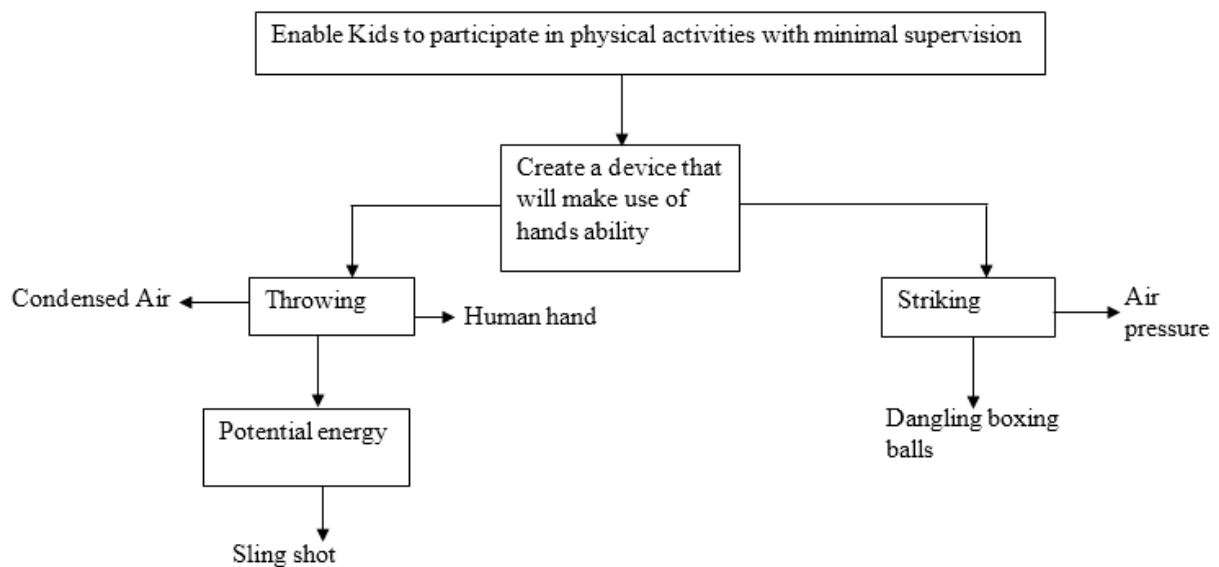 Enable Kids to participate in physical activities with minimal supervision
Create a device that
will make use of
hands ability
Condensed Air
Throwing
Human hand
Striking
Air
pressure
Potential energy
Dangling boxing
balls
Sling shot